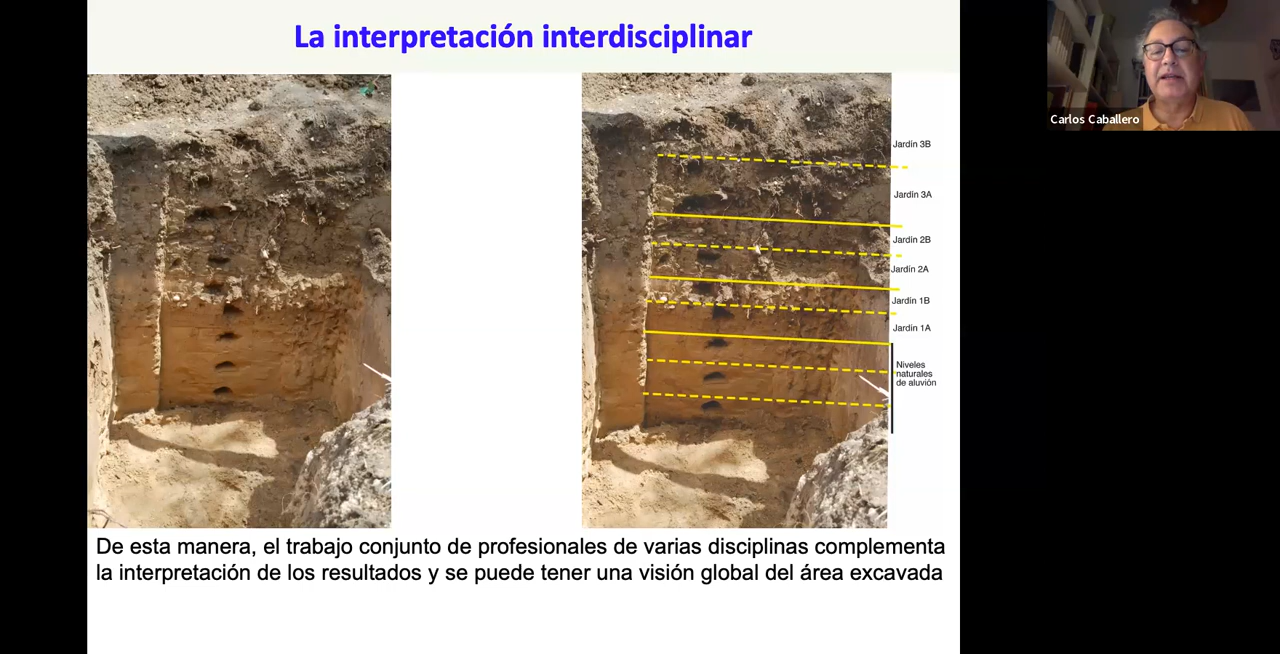 La interpretación interdisciplinar
Carlos Caballero
Jardín 3B
Jardín 3A
Jardín 2B
Jardín 2A
Jardín 1B
Jardín 1A
Niveles
naturales
de aluvión
De esta manera, el trabajo conjunto de profesionales de varias disciplinas complementa
la interpretación de los resultados y se puede tener una visión global del área excavada